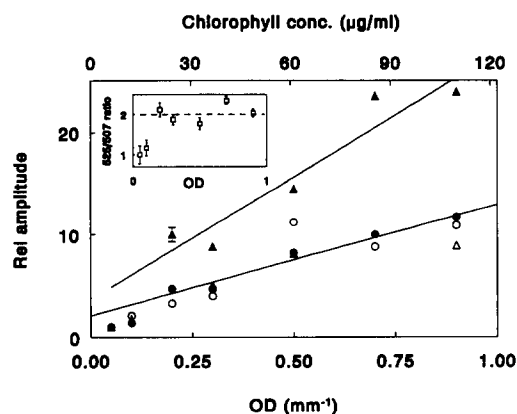 Chlorophyll conc. (µg/ml)
0 30 60 90 120
20
10
0
Rel amplitude
525/507 ratio
2
1
0 OD 1
0.00 0.25 0.50 0.75 1.00
OD (mm⁻¹)